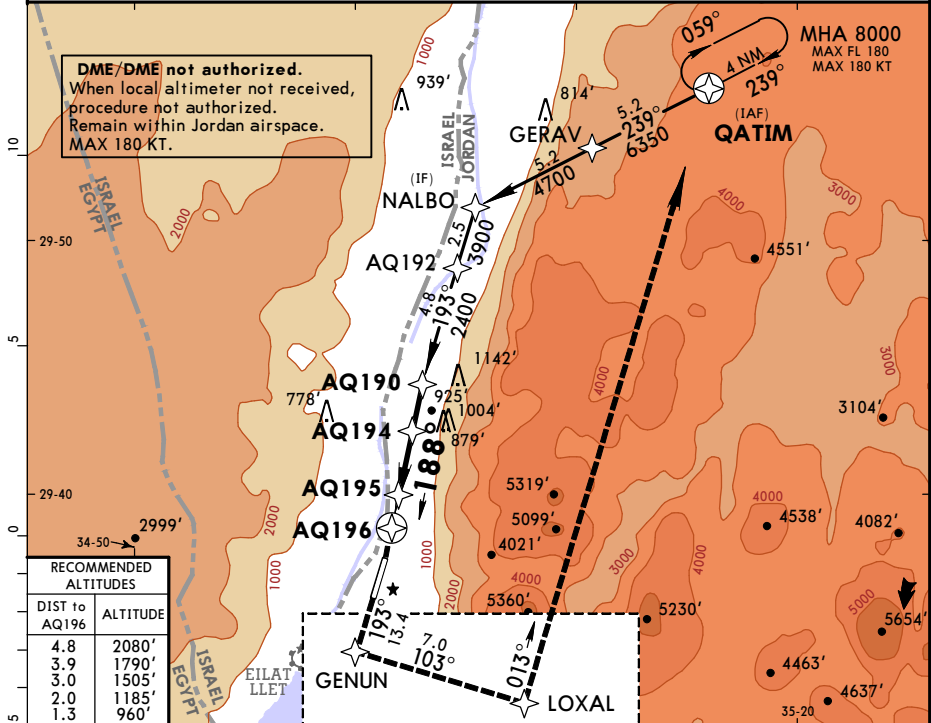 DME/DME not authorized.
When local altimeter not received,
procedure not authorized.
Remain within Jordan airspace.
MAX 180 KT.
1000
939'
814'
059°
MHA 8000
MAX FL 180
MAX 180 KT
4 NM
239°
(IAF)
QATIM
5.2
239°
6350
GERAV
5.2
4700
ISRAEL
JORDAN
10
(IF)
NALBO
ISRAEL
EGYPT
2000
4000
3000
29-50
4551'
2.5
3900
AQ192
4.8
193°
2400
5
1142'
3000
4000
AQ190
778'
925'
3104'
1004'
AQ194
879'
188°
AQ195
29-40
5319'
4000
2000
AQ196
5099'
4538'
4082'
0
2999'
34-50
4021'
3000
4000
1000
1000
2000
4000
5000
RECOMMENDED
ALTITUDES
DIST to AQ196 ALTITUDE
4.8 2080'
3.9 1790'
3.0 1505'
2.0 1185'
1.3 960'
5360'
5230'
5654'
193°
13.4
7.0
103°
013°
ISRAEL
EGYPT
EILAT
LLET
GENUN
LOXAL
4463'
4637'
35-20
5